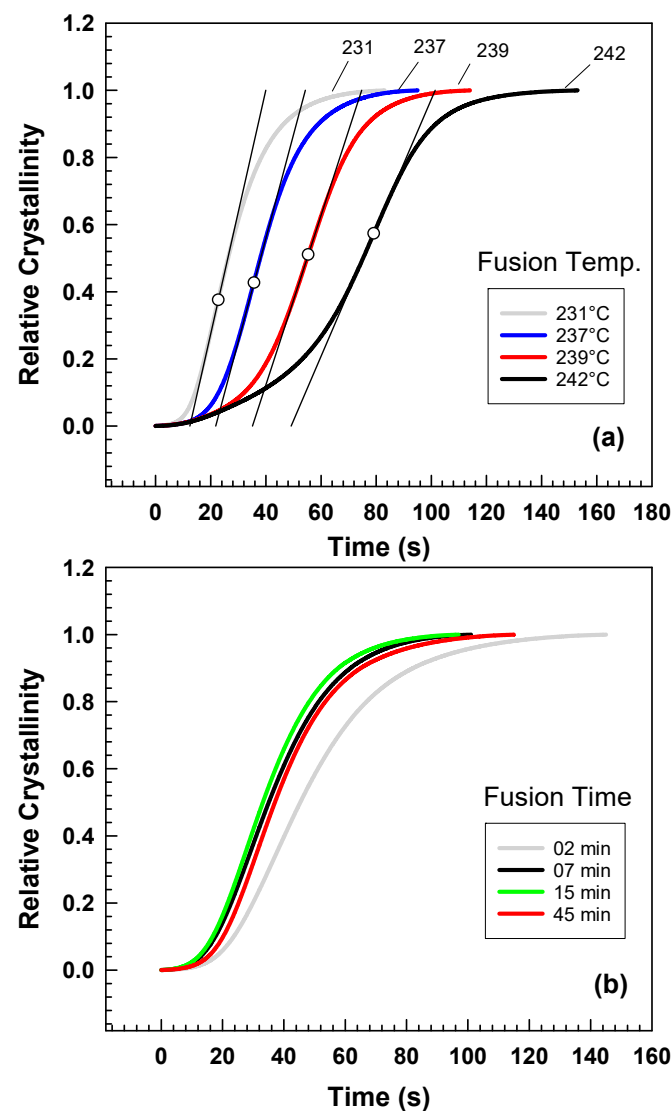 1.2
231
237
239
242
1.0
0.8
0.6
0.4
0.2
0.0
Relative Crystallinity
Fusion Temp.
231°C
237°C
239°C
242°C
(a)
0 20 40 60 80 100 120 140 160 180
Time (s)
1.2
1.0
0.8
0.6
0.4
0.2
0.0
Relative Crystallinity
Fusion Time
02 min
07 min
15 min
45 min
(b)
0 20 40 60 80 100 120 140 160
Time (s)